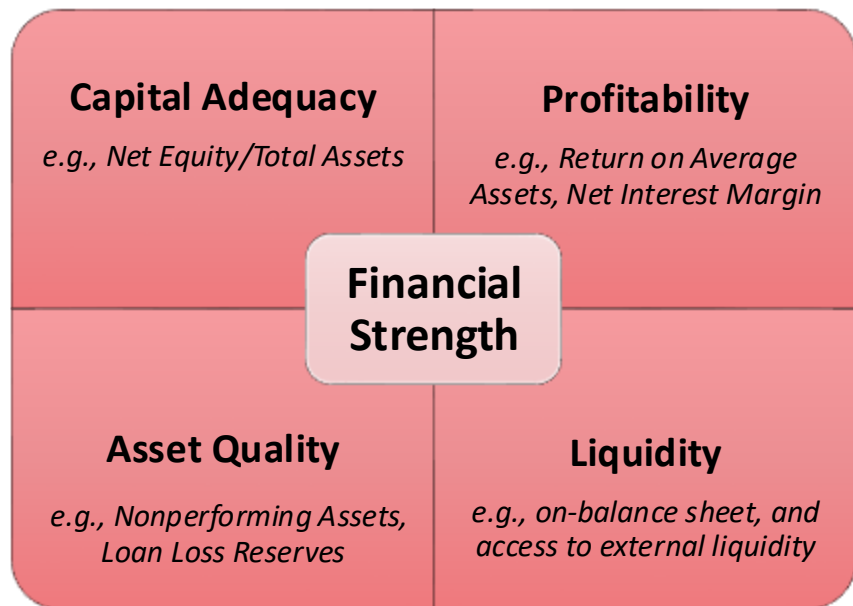 Capital Adequacy
e.g., Net Equity/Total Assets
Profitability
e.g., Return on Average
Assets, Net Interest Margin
Financial
Strength
Asset Quality
e.g., Nonperforming Assets,
Loan Loss Reserves
Liquidity
e.g., on-balance sheet, and
access to external liquidity